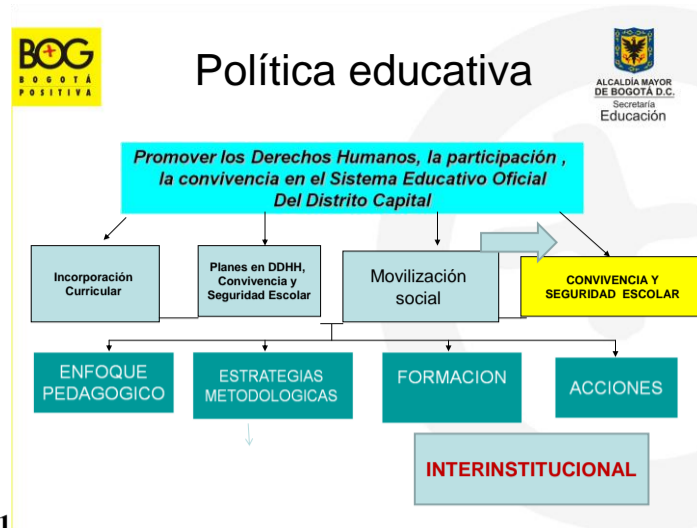 BOG
BOGOTÁ
POSITIVA
Política educativa
ALCALDÍA MAYOR
DE BOGOTÁ D.C.
Secretaría
Educación
Promover los Derechos Humanos, la participación ,
la convivencia en el Sistema Educativo Oficial
Del Distrito Capital
Incorporación
Curricular
Planes en DDHH,
Convivencia y
Seguridad Escolar
Movilización
social
CONVIVENCIA Y
SEGURIDAD ESCOLAR
ENFOQUE
PEDAGOGICO
ESTRATEGIAS
METODOLOGICAS
FORMACION
ACCIONES
INTERINSTITUCIONAL
1